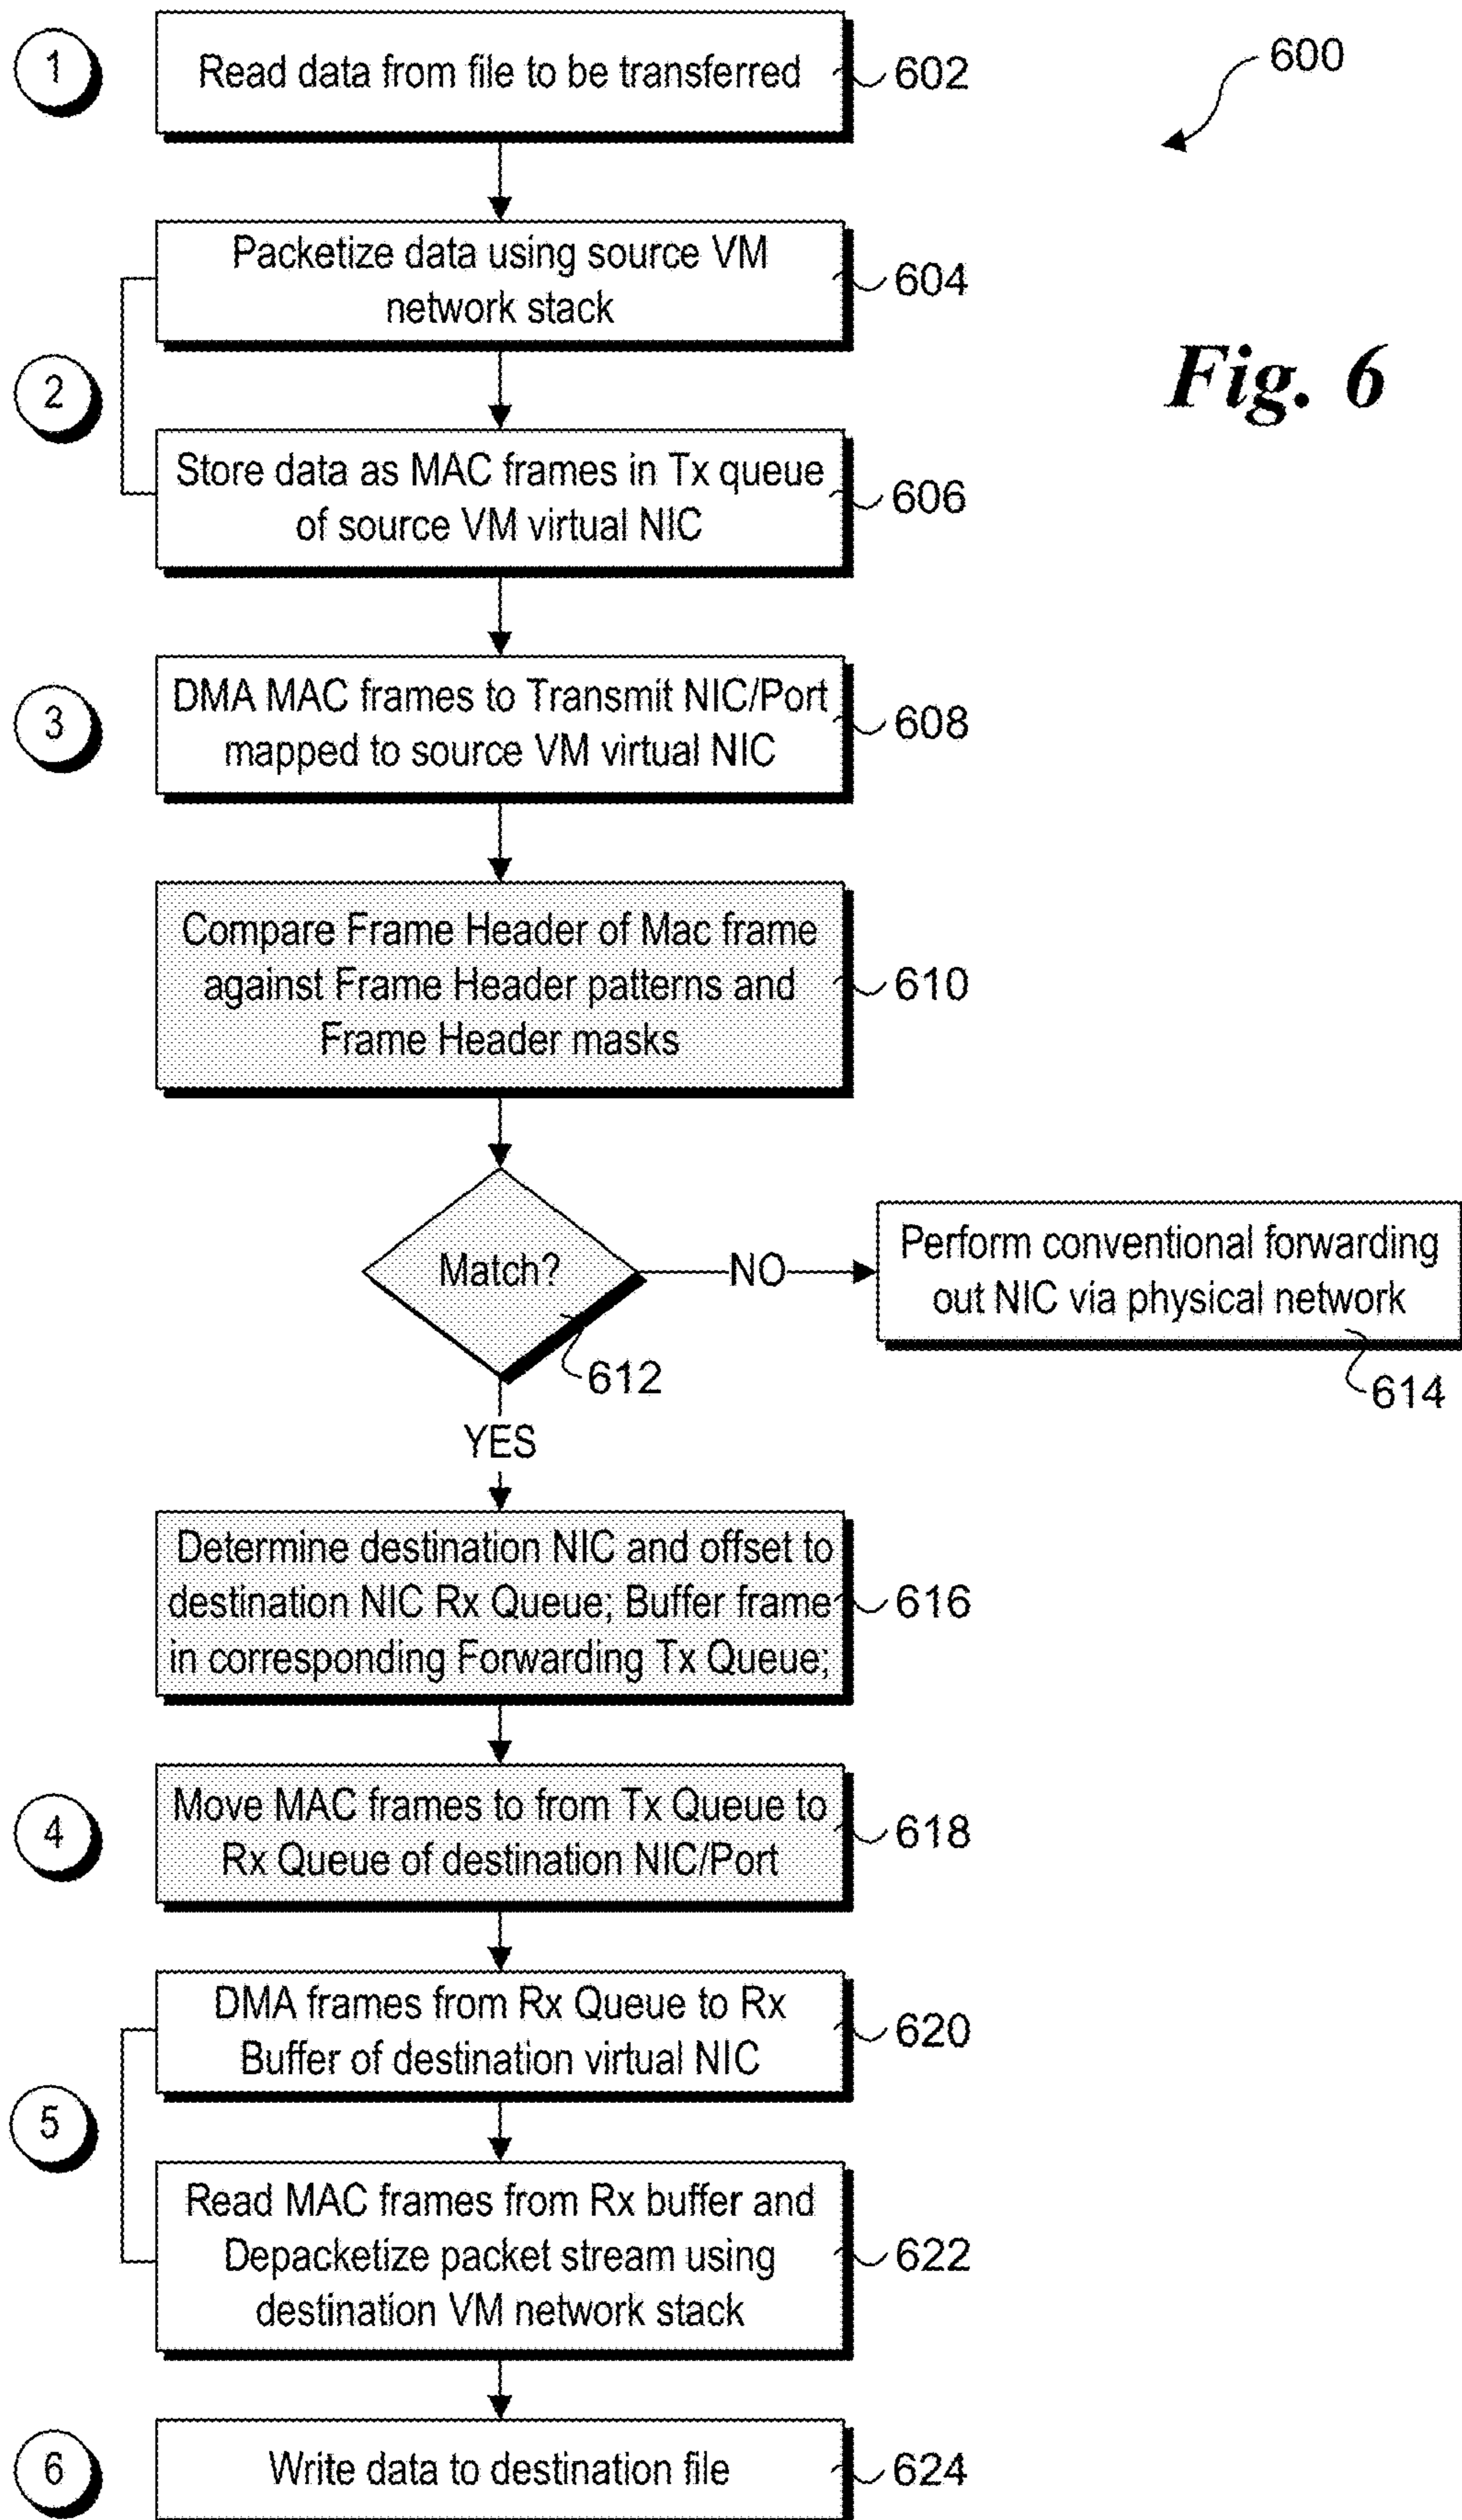 1
Read data from file to be transferred
602
600
Packetize data using source VM
network stack
604
2
Fig. 6
Store data as MAC frames in Tx queue
of source VM virtual NIC
606
3
DMA MAC frames to Transmit NIC/Port
mapped to source VM virtual NIC
608
Compare Frame Header of Mac frame
against Frame Header patterns and
Frame Header masks
610
Match?
NO
612
Perform conventional forwarding
out NIC via physical network
614
YES
Determine destination NIC and offset to
destination NIC Rx Queue; Buffer frame
in corresponding Forwarding Tx Queue;
616
4
Move MAC frames to from Tx Queue to
Rx Queue of destination NIC/Port
618
DMA frames from Rx Queue to Rx
Buffer of destination virtual NIC
620
5
Read MAC frames from Rx buffer and
Depacketize packet stream using
destination VM network stack
622
6
Write data to destination file
624